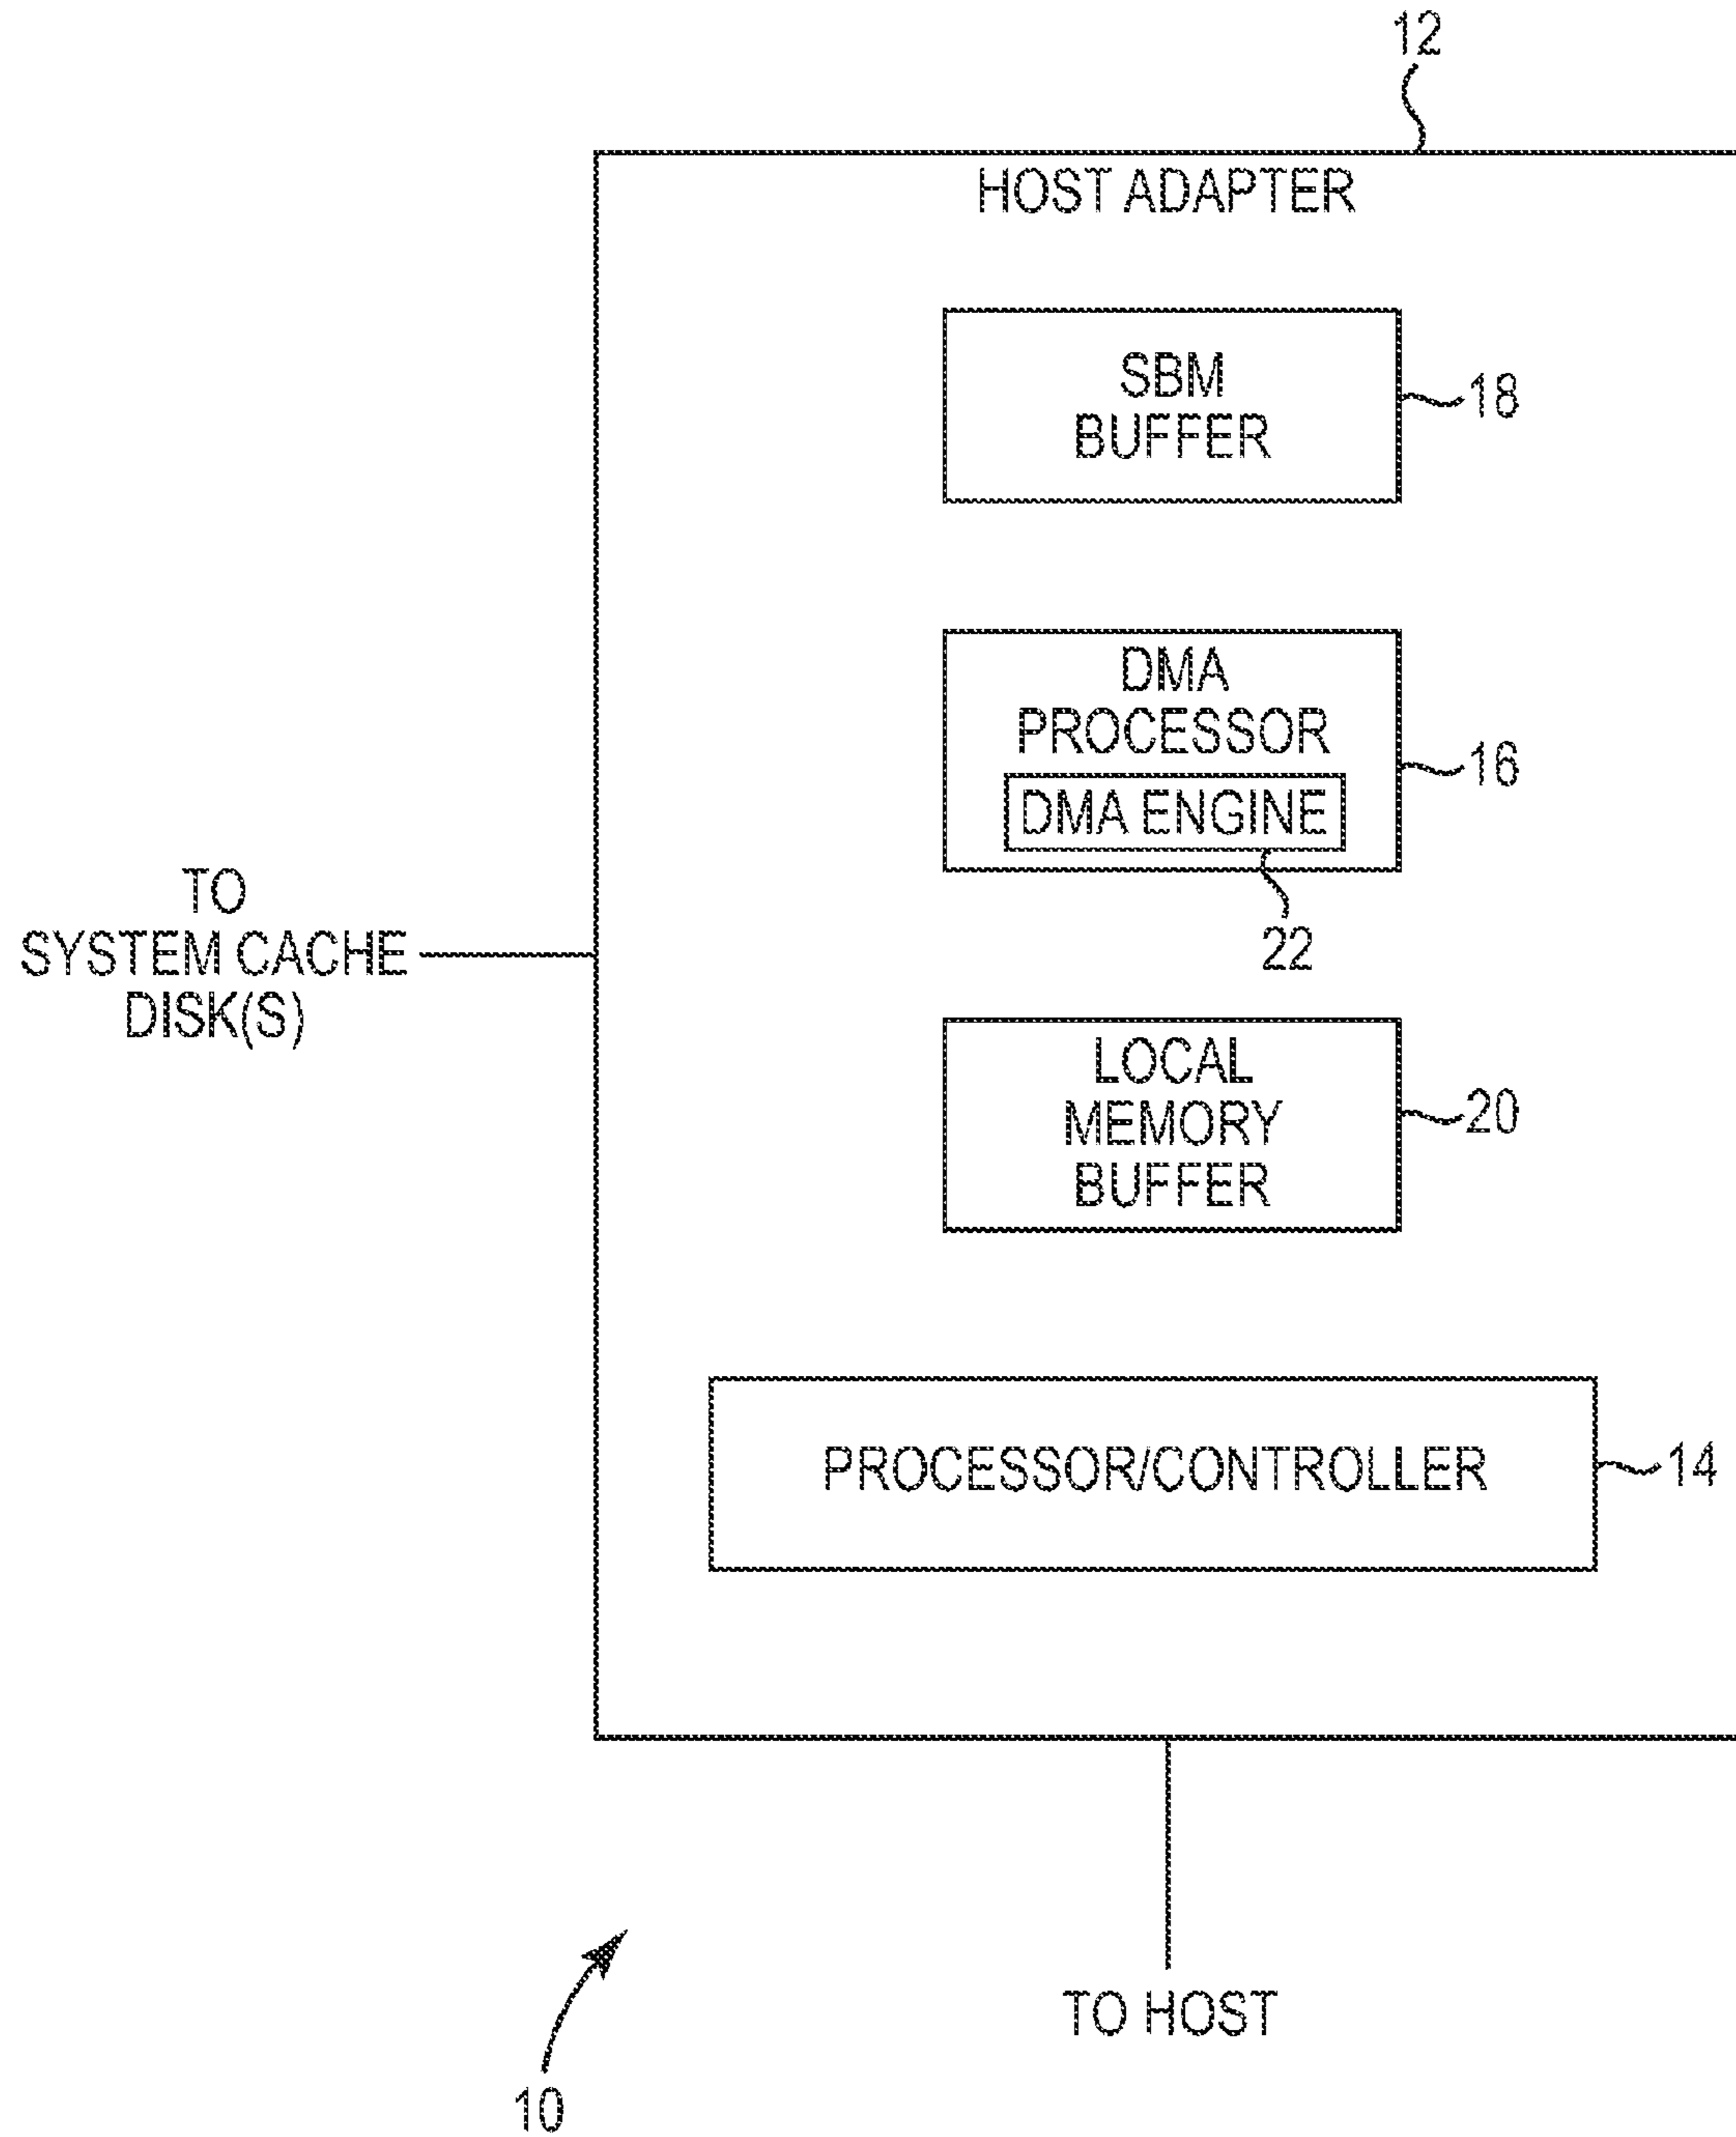 12
HOST ADAPTER
SBM
BUFFER
18
DMA
PROCESSOR
16
DMA ENGINE
22
TO
SYSTEM CACHE
DISK(S)
LOCAL
MEMORY
BUFFER
20
PROCESSOR/CONTROLLER
14
TO HOST
10